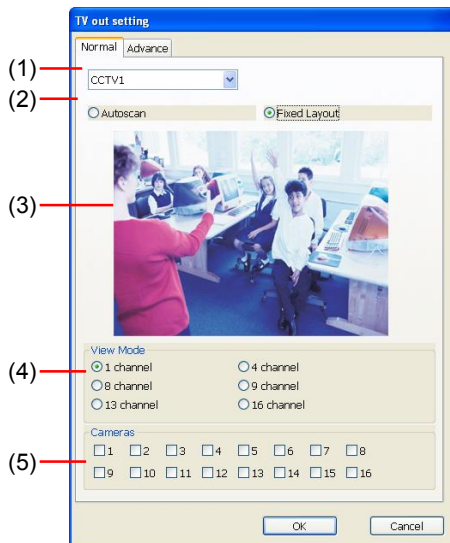 TV out setting
Normal Advance
(1)
CCTV1
(2)
Autoscan Fixed Layout
(3)
View Mode
(4)
1 channel 4 channel
8 channel 9 channel
13 channel 16 channel
Cameras
(5)
1 2 3 4 5 6 7 8
9 10 11 12 13 14 15 16
OK Cancel